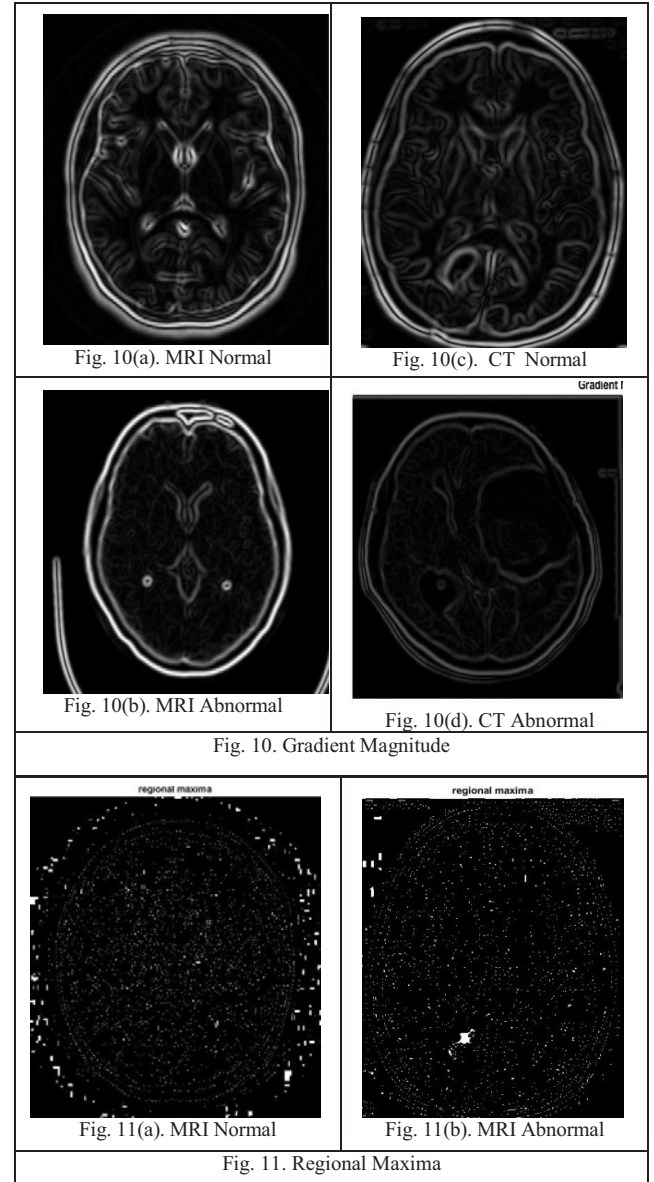 Fig. 10(a). MRI Normal
Fig. 10(c). CT Normal
Gradient
Fig. 10(b). MRI Abnormal
Fig. 10(d). CT Abnormal
Fig. 10. Gradient Magnitude
regional maxima
regional maxima
Fig. 11(a). MRI Normal
Fig. 11(b). MRI Abnormal
Fig. 11. Regional Maxima